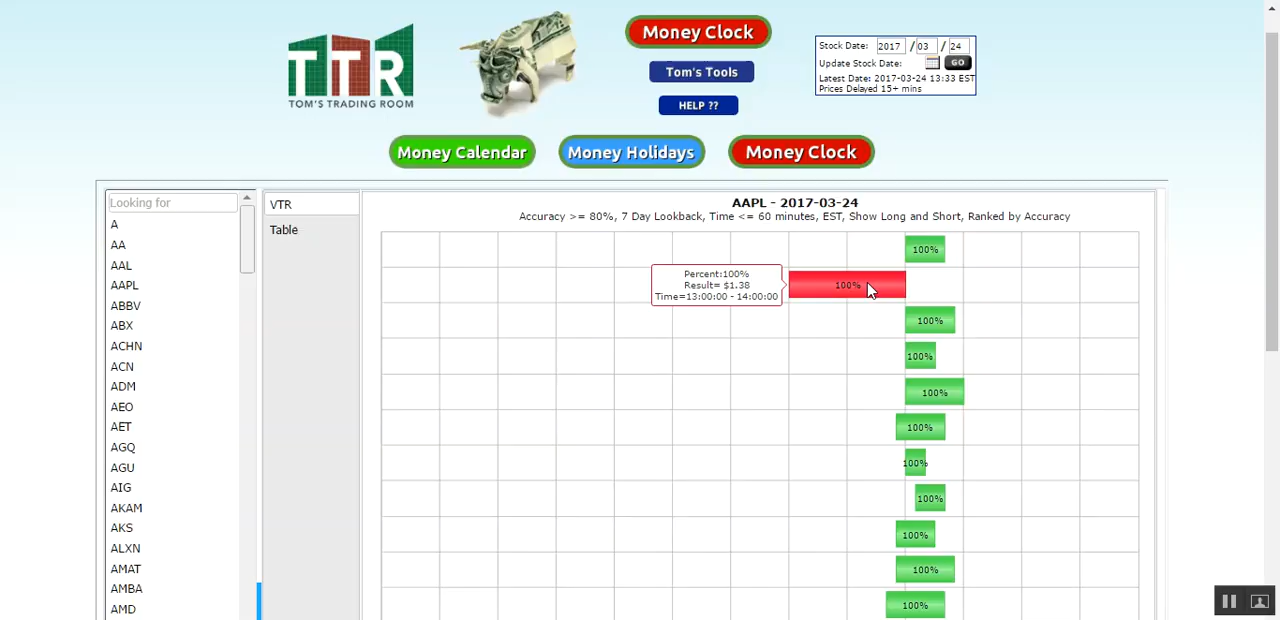 TTR
TOM'S TRADING ROOM
Money Clock
Tom's Tools
HELP ??
Stock Date: 2017 / 03 / 24
Update Stock Date: GO
Latest Date: 2017-03-24 13:33 EST
Prices Delayed 15+ mins
Money Calendar
Money Holidays
Money Clock
Looking for
A
AA
AAL
AAPL
ABBV
ABX
ACHN
ACN
ADM
AEO
AET
AGQ
AGU
AIG
AKAM
AKS
ALXN
AMAT
AMBA
AMD
VTR
Table
AAPL - 2017-03-24
Accuracy >= 80%, 7 Day Lookback, Time <= 60 minutes, EST, Show Long and Short, Ranked by Accuracy
100%
Percent:100%
Result= $1.38
Time=13:00:00 - 14:00:00
100%
100%
100%
100%
100%
100%
100%
100%
100%
100%